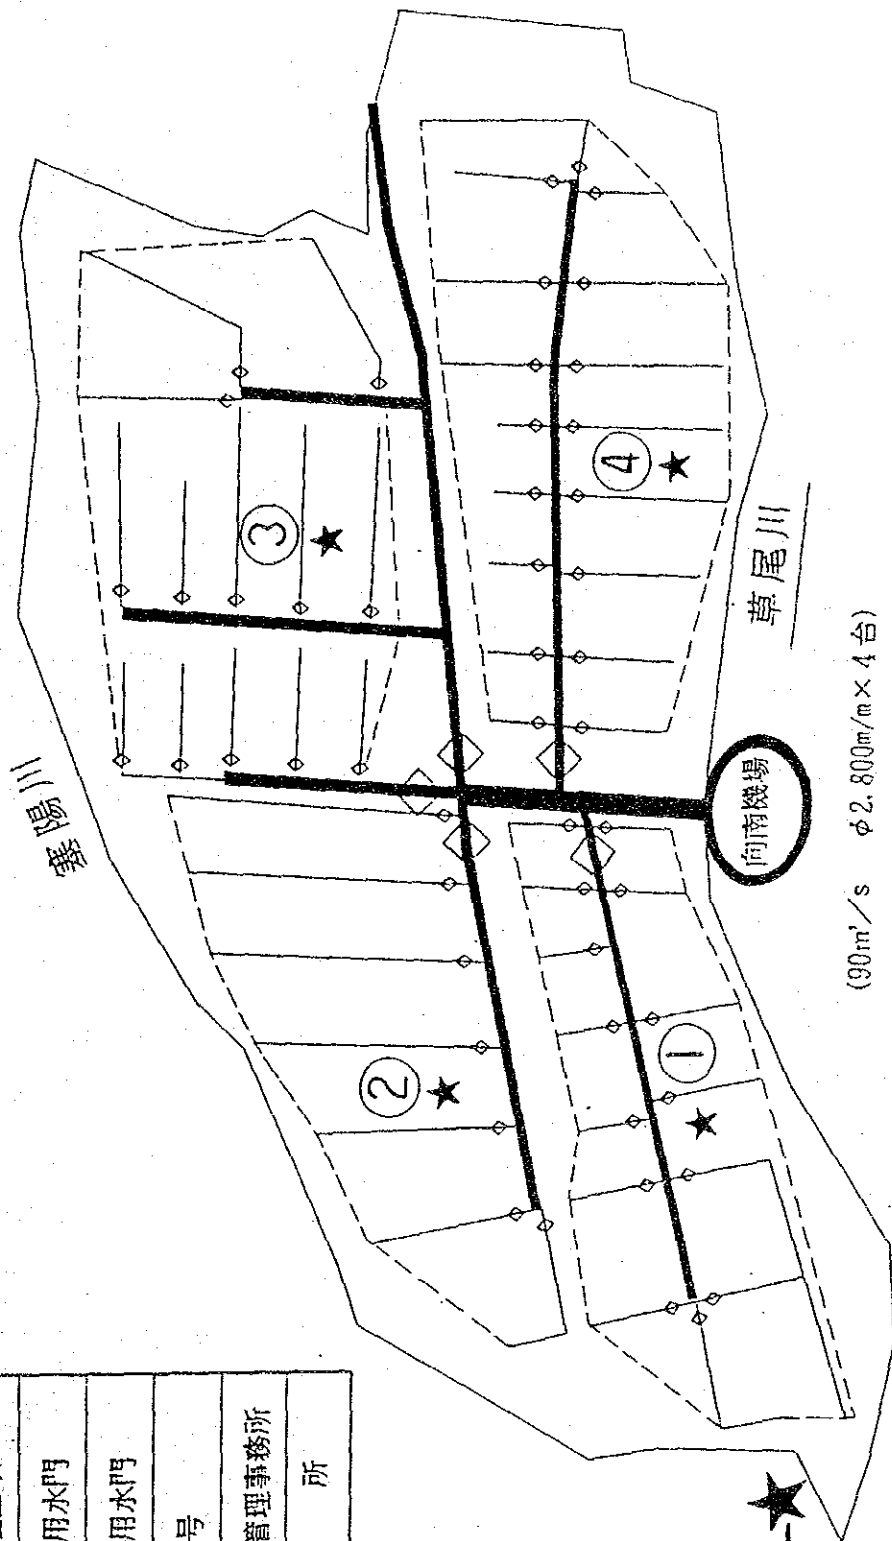 塞陽川
③
④
②
①
草尾川
向南機場
(90㎥/s φ2,800m/m×4台)
用水門
用水門
号
管理事務所
所